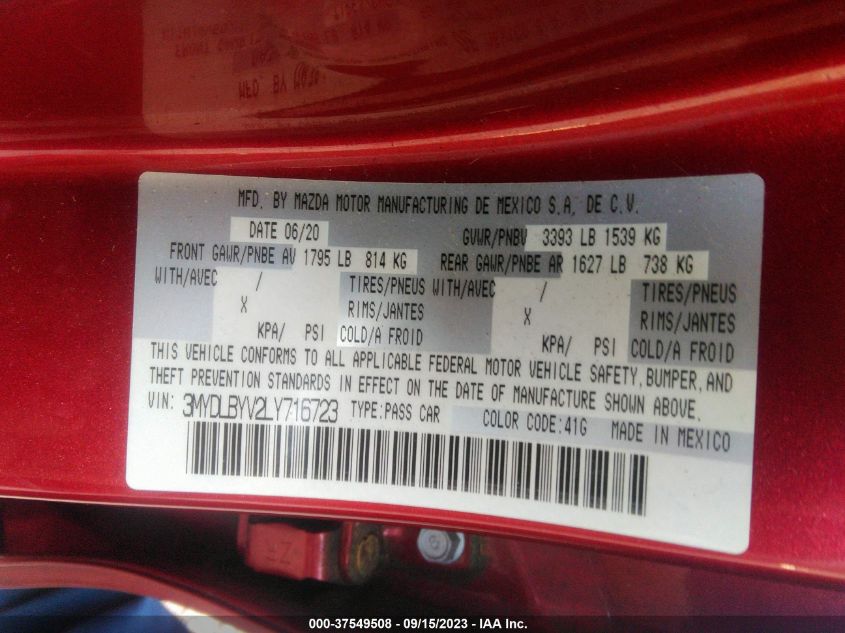 MFD. BY MAZDA MOTOR MANUFACTURING DE MEXICO S.A. DE C.V.
DATE 06/20 GVWR/PNBV 3393 LB 1539 KG
FRONT GAWR/PNBE AV 1795 LB 814 KG REAR GAWR/PNBE AR 1627 LB 738 KG
WITH/AVEC / TIRES/PNEUS WITH/AVEC / TIRES/PNEUS
X RIMS/JANTES X RIMS/JANTES
KPA/ PSI COLD/A FROID KPA/ PSI COLD/A FROID
THIS VEHICLE CONFORMS TO ALL APPLICABLE FEDERAL MOTOR VEHICLE SAFETY, BUMPER, AND
THEFT PREVENTION STANDARDS IN EFFECT ON THE DATE OF MANUFACTURE SHOWN ABOVE.
VIN: 3MYDLBYV2LY716723 TYPE:PASS CAR COLOR CODE:41G MADE IN MEXICO
000-37549508 - 09/15/2023 - IAA Inc.